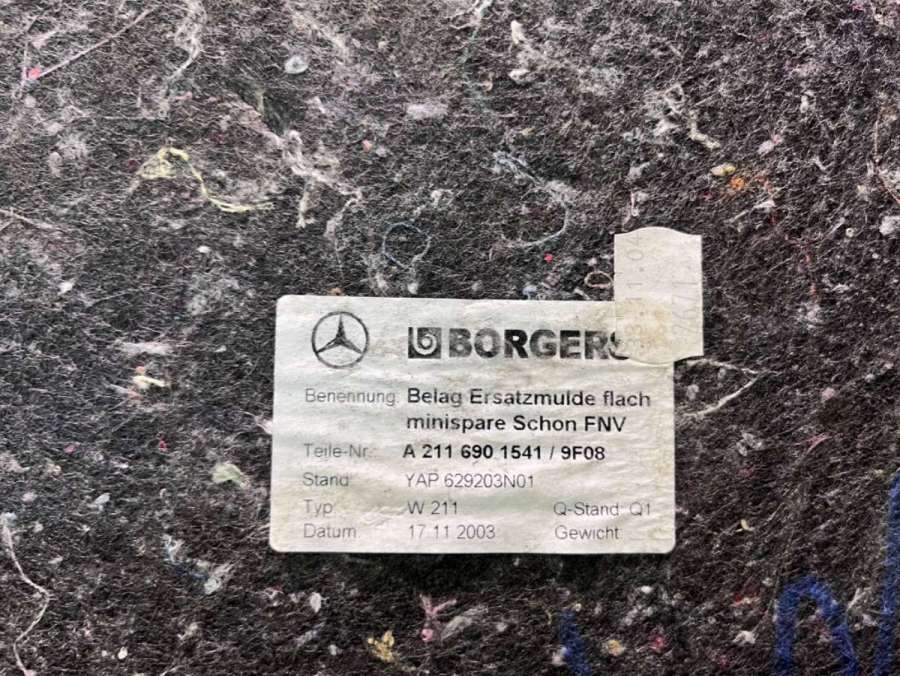 BORGERS
Benennung: Belag Ersatzmulde flach
minispare Schon FNV
Teile-Nr.: A 211 690 1541 / 9F08
Stand: YAP 629203N01
Typ W 211 Q-Stand Q1
Datum 17.11.2003 Gewicht